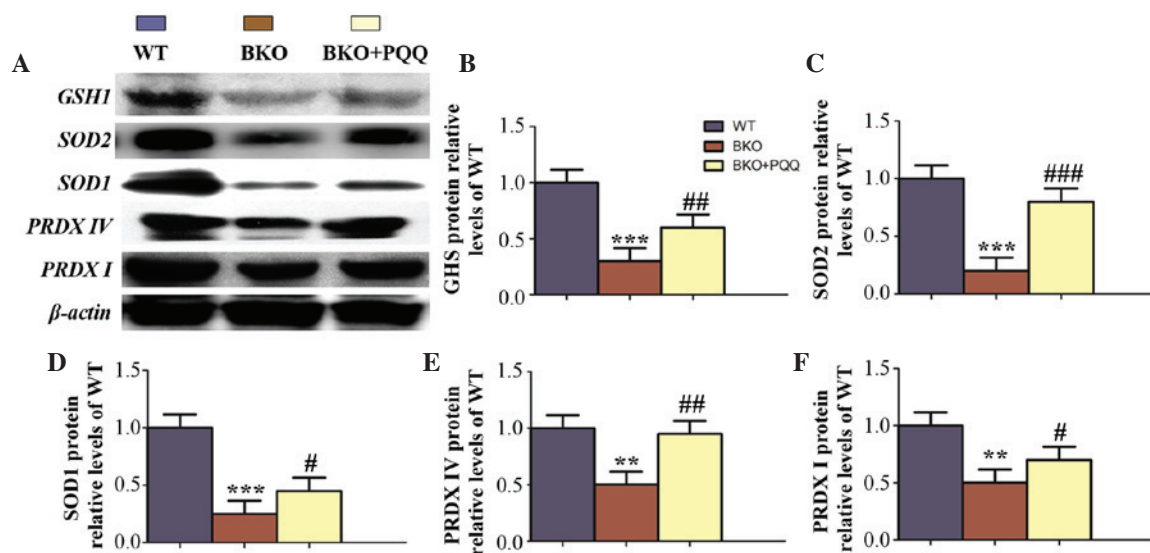 WT BKO BKO+PQQ
A
GSH1
SOD2
SOD1
PRDX IV
PRDX I
β-actin
B
GHS protein relative
levels of WT
1.5
1.0
0.5
0.0
***
##
WT
BKO
BKO+PQQ
C
SOD2 protein relative
levels of WT
1.5
1.0
0.5
0.0
***
###
D
SOD1 protein
relative levels of WT
1.5
1.0
0.5
0.0
***
#
E
PRDX IV protein
relative levels of WT
1.5
1.0
0.5
0.0
**
##
F
PRDX I protein
relative levels of WT
1.5
1.0
0.5
0.0
**
#